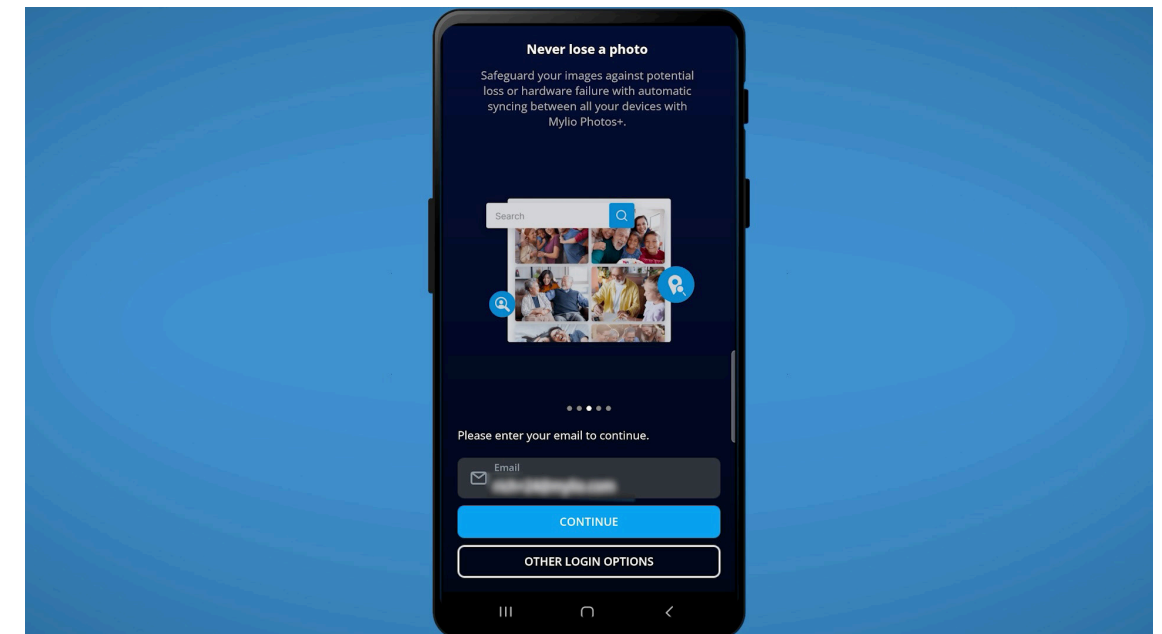 Never lose a photo
Safeguard your images against potential
loss or hardware failure with automatic
syncing between all your devices with
Mylio Photos+.
Search
Please enter your email to continue.
Email
CONTINUE
OTHER LOGIN OPTIONS